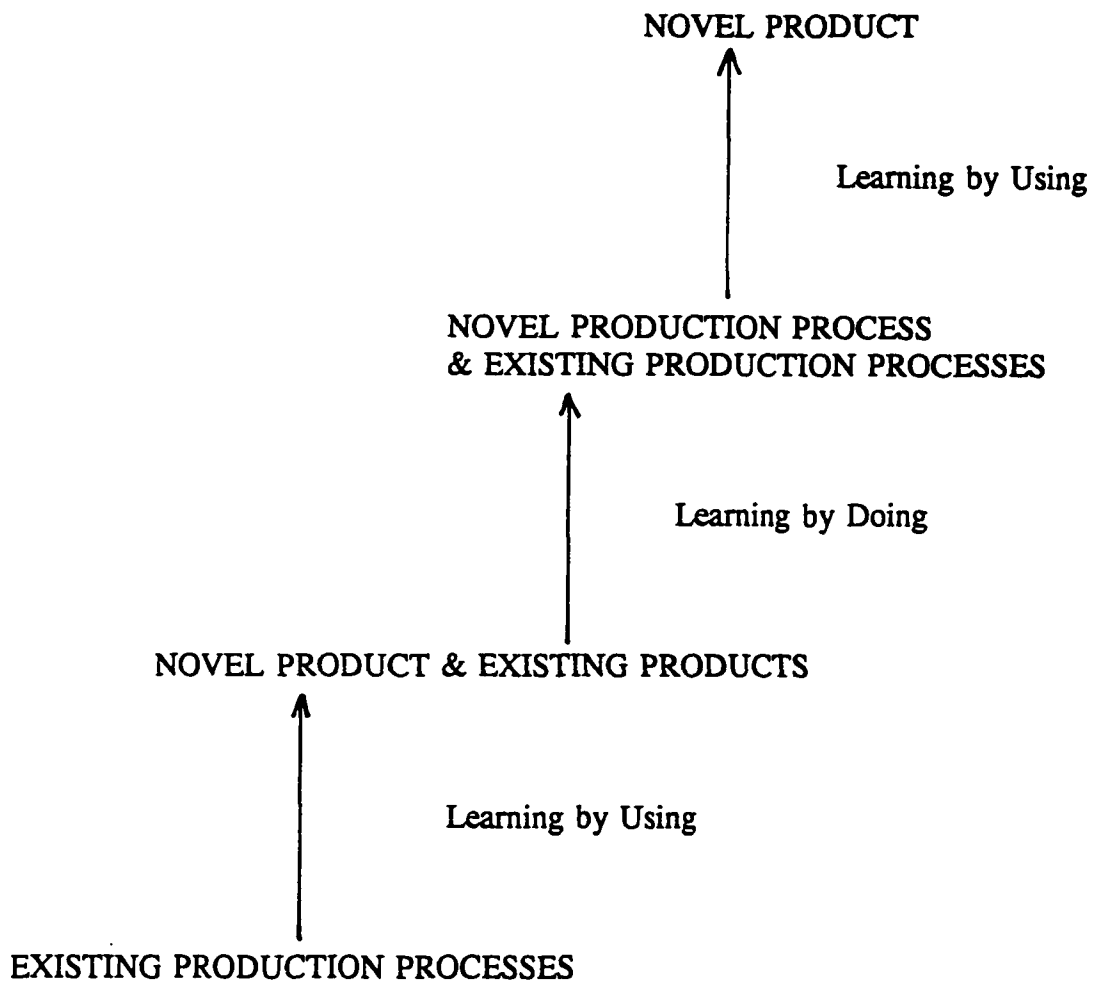 NOVEL PRODUCT
Learning by Using
NOVEL PRODUCTION PROCESS
& EXISTING PRODUCTION PROCESSES
Learning by Doing
NOVEL PRODUCT & EXISTING PRODUCTS
Learning by Using
EXISTING PRODUCTION PROCESSES